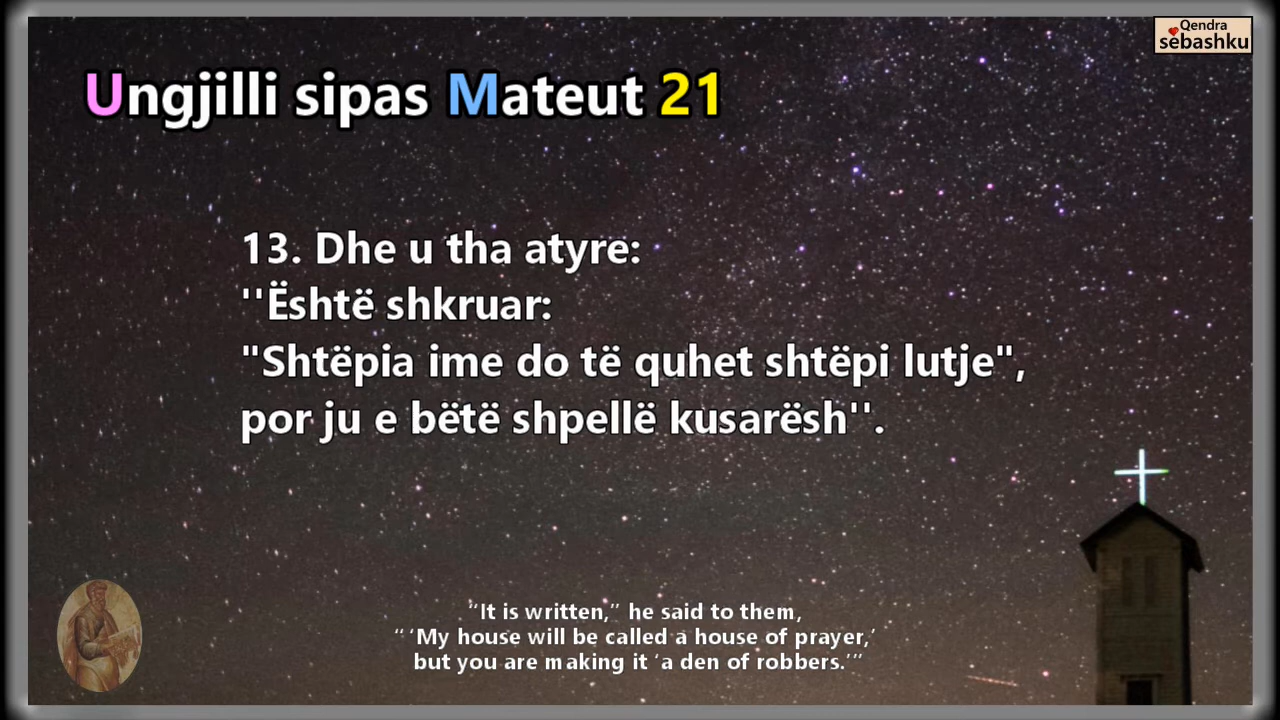 Qendra
sëbashku
Ungjilli sipas Mateut 21
13. Dhe u tha atyre:
''Është shkruar:
"Shtëpia ime do të quhet shtëpi lutje",
por ju e bëtë shpellë kusarësh''.
“It is written,” he said to them,
“ ‘My house will be called a house of prayer,’
but you are making it ‘a den of robbers.’”